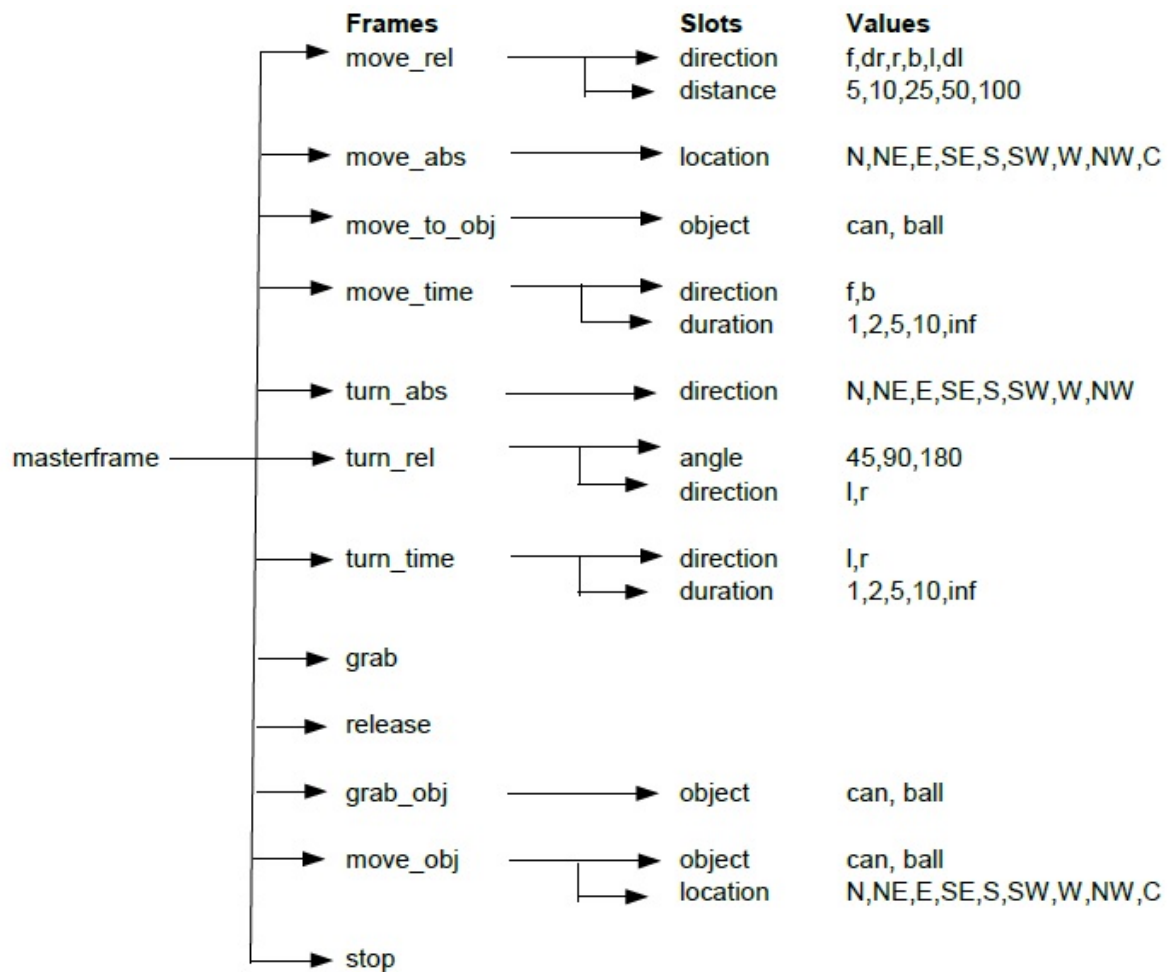 Frames Slots Values
move_rel direction f,dr,r,b,l,dl
distance 5,10,25,50,100
move_abs location N,NE,E,SE,S,SW,W,NW,C
move_to_obj object can, ball
move_time direction f,b
duration 1,2,5,10,inf
turn_abs direction N,NE,E,SE,S,SW,W,NW
masterframe turn_rel angle 45,90,180
direction l,r
turn_time direction l,r
duration 1,2,5,10,inf
grab
release
grab_obj object can, ball
move_obj object can, ball
location N,NE,E,SE,S,SW,W,NW,C
stop